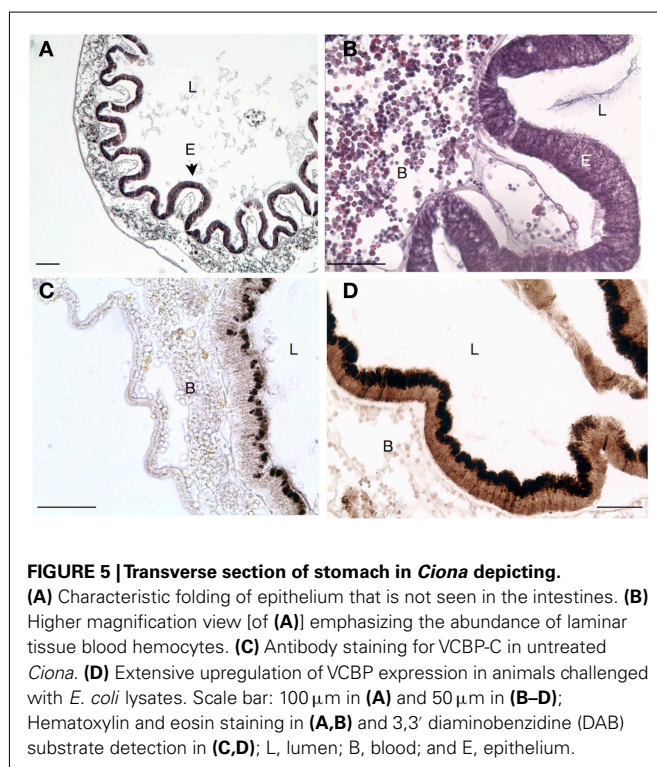 A
L
E
B
L
E
B
C
L
B
D
L
B
FIGURE 5 | Transverse section of stomach in Ciona depicting.
(A) Characteristic folding of epithelium that is not seen in the intestines. (B)
Higher magnification view [of (A)] emphasizing the abundance of laminar
tissue blood hemocytes. (C) Antibody staining for VCBP-C in untreated
Ciona. (D) Extensive upregulation of VCBP expression in animals challenged
with E. coli lysates. Scale bar: 100 μm in (A) and 50 μm in (B–D);
Hematoxylin and eosin staining in (A,B) and 3,3′ diaminobenzidine (DAB)
substrate detection in (C,D); L, lumen; B, blood; and E, epithelium.